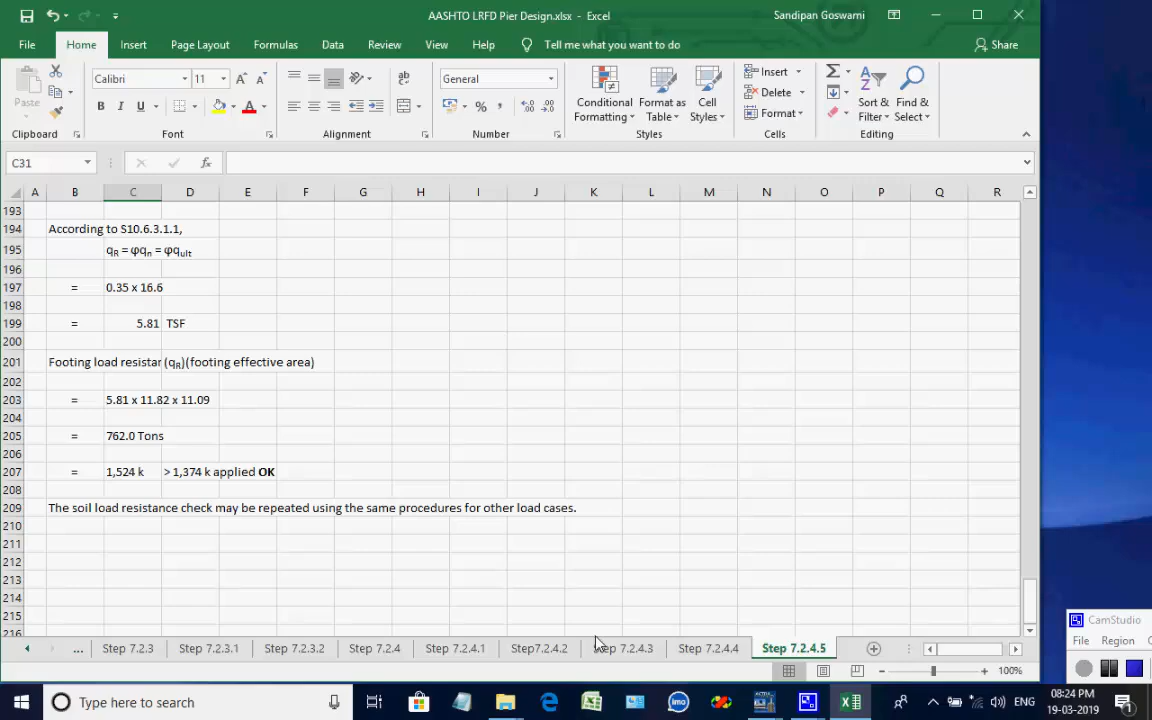 AASHTO LRFD Pier Design.xlsx - Excel
Sandipan Goswami
File Home Insert Page Layout Formulas Data Review View Help Tell me what you want to do Share
Paste
Calibri 11
B I U A
ab
General
% ,
Conditional Formatting
Format as Table
Cell Styles
Insert
Delete
Format
Sort & Filter
Find & Select
Clipboard Font Alignment Number Styles Cells Editing
C31 fx
A B C D E F G H I J K L M N O P Q R
193
194 According to S10.6.3.1.1,
195 qR = φqn = φqult
196
197 = 0.35 x 16.6
198
199 = 5.81 TSF
200
201 Footing load resistar (qR)(footing effective area)
202
203 = 5.81 x 11.82 x 11.09
204
205 = 762.0 Tons
206
207 = 1,524 k > 1,374 k applied OK
208
209 The soil load resistance check may be repeated using the same procedures for other load cases.
210
211
212
213
214
215
216
... Step 7.2.3 Step 7.2.3.1 Step 7.2.3.2 Step 7.2.4 Step 7.2.4.1 Step7.2.4.2 7.2.4.3 Step 7.2.4.4 Step 7.2.4.5
100%
CamStudio
File Region
Type here to search
imo
ENG
08:24 PM
19-03-2019
1